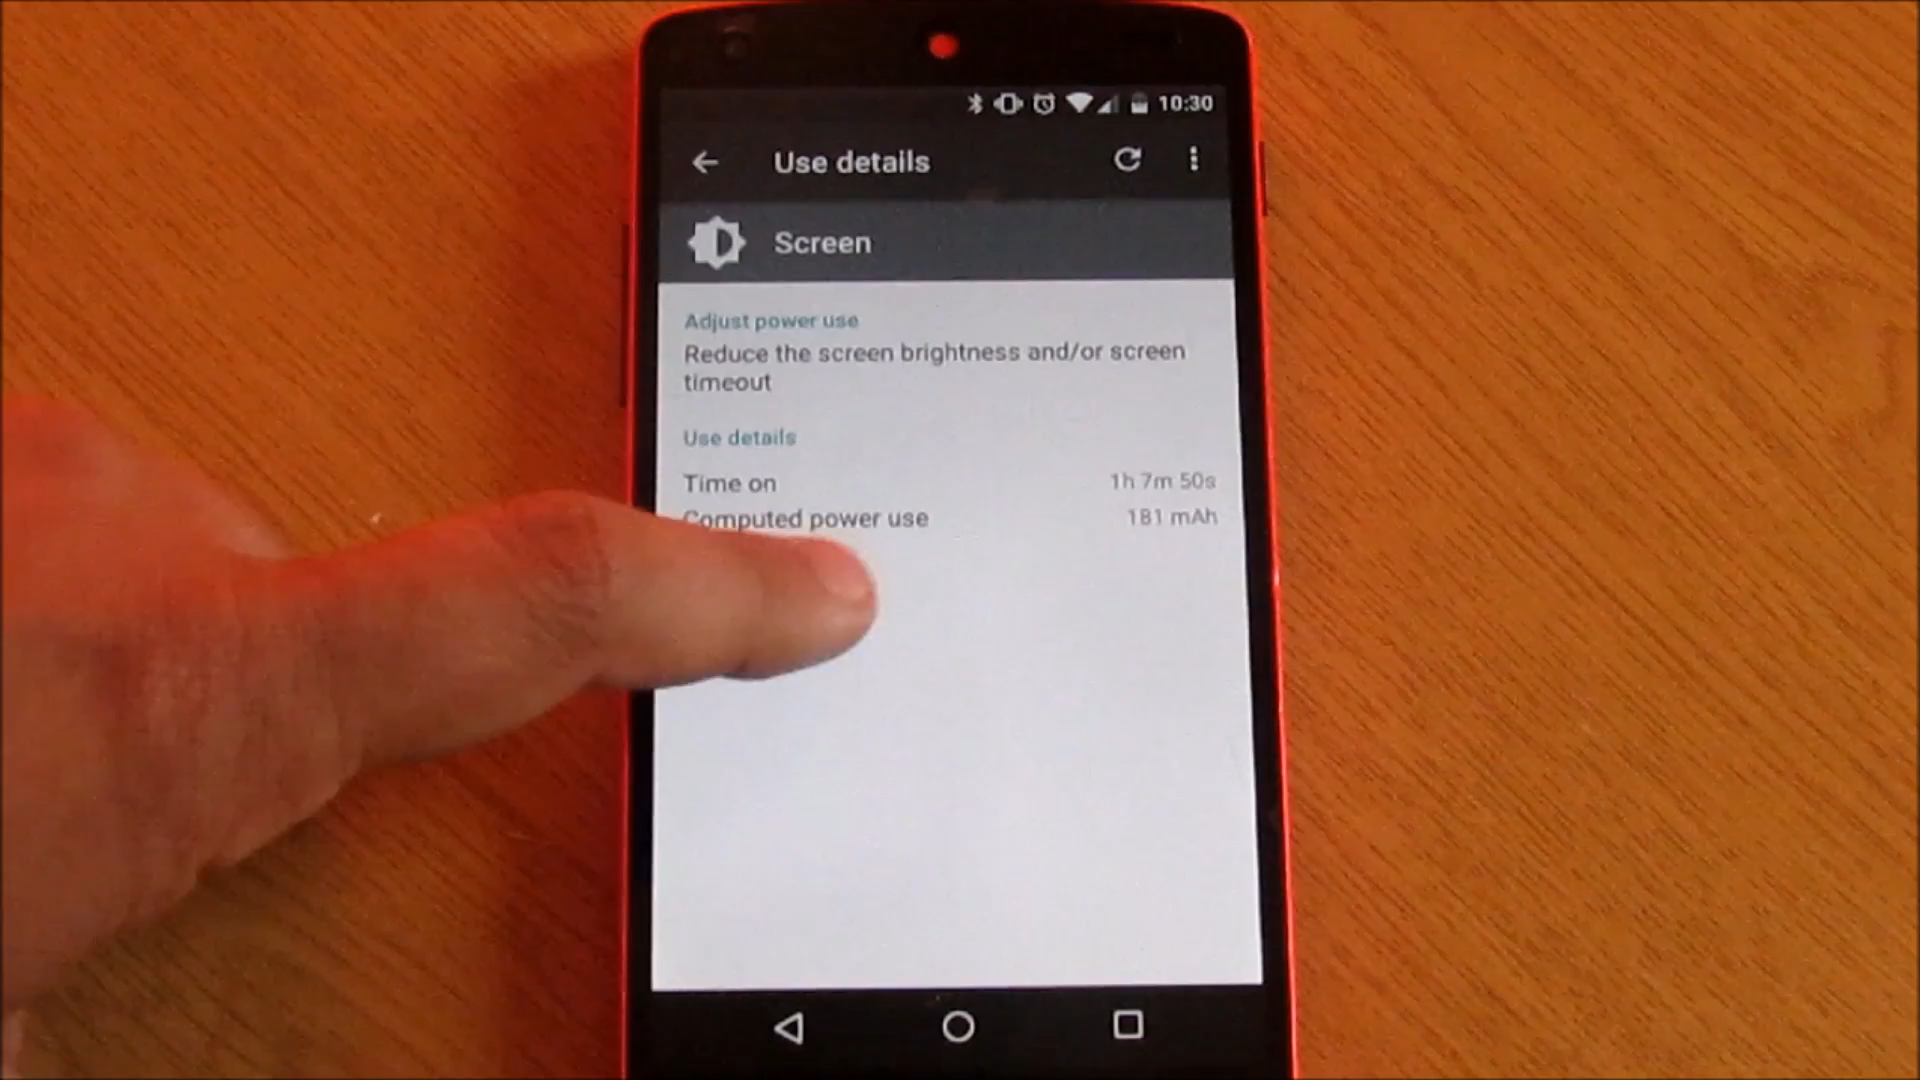 10:30
Use details
Screen
Adjust power use
Reduce the screen brightness and/or screen
timeout
Use details
Time on 1h 7m 50s
Computed power use 181 mAh